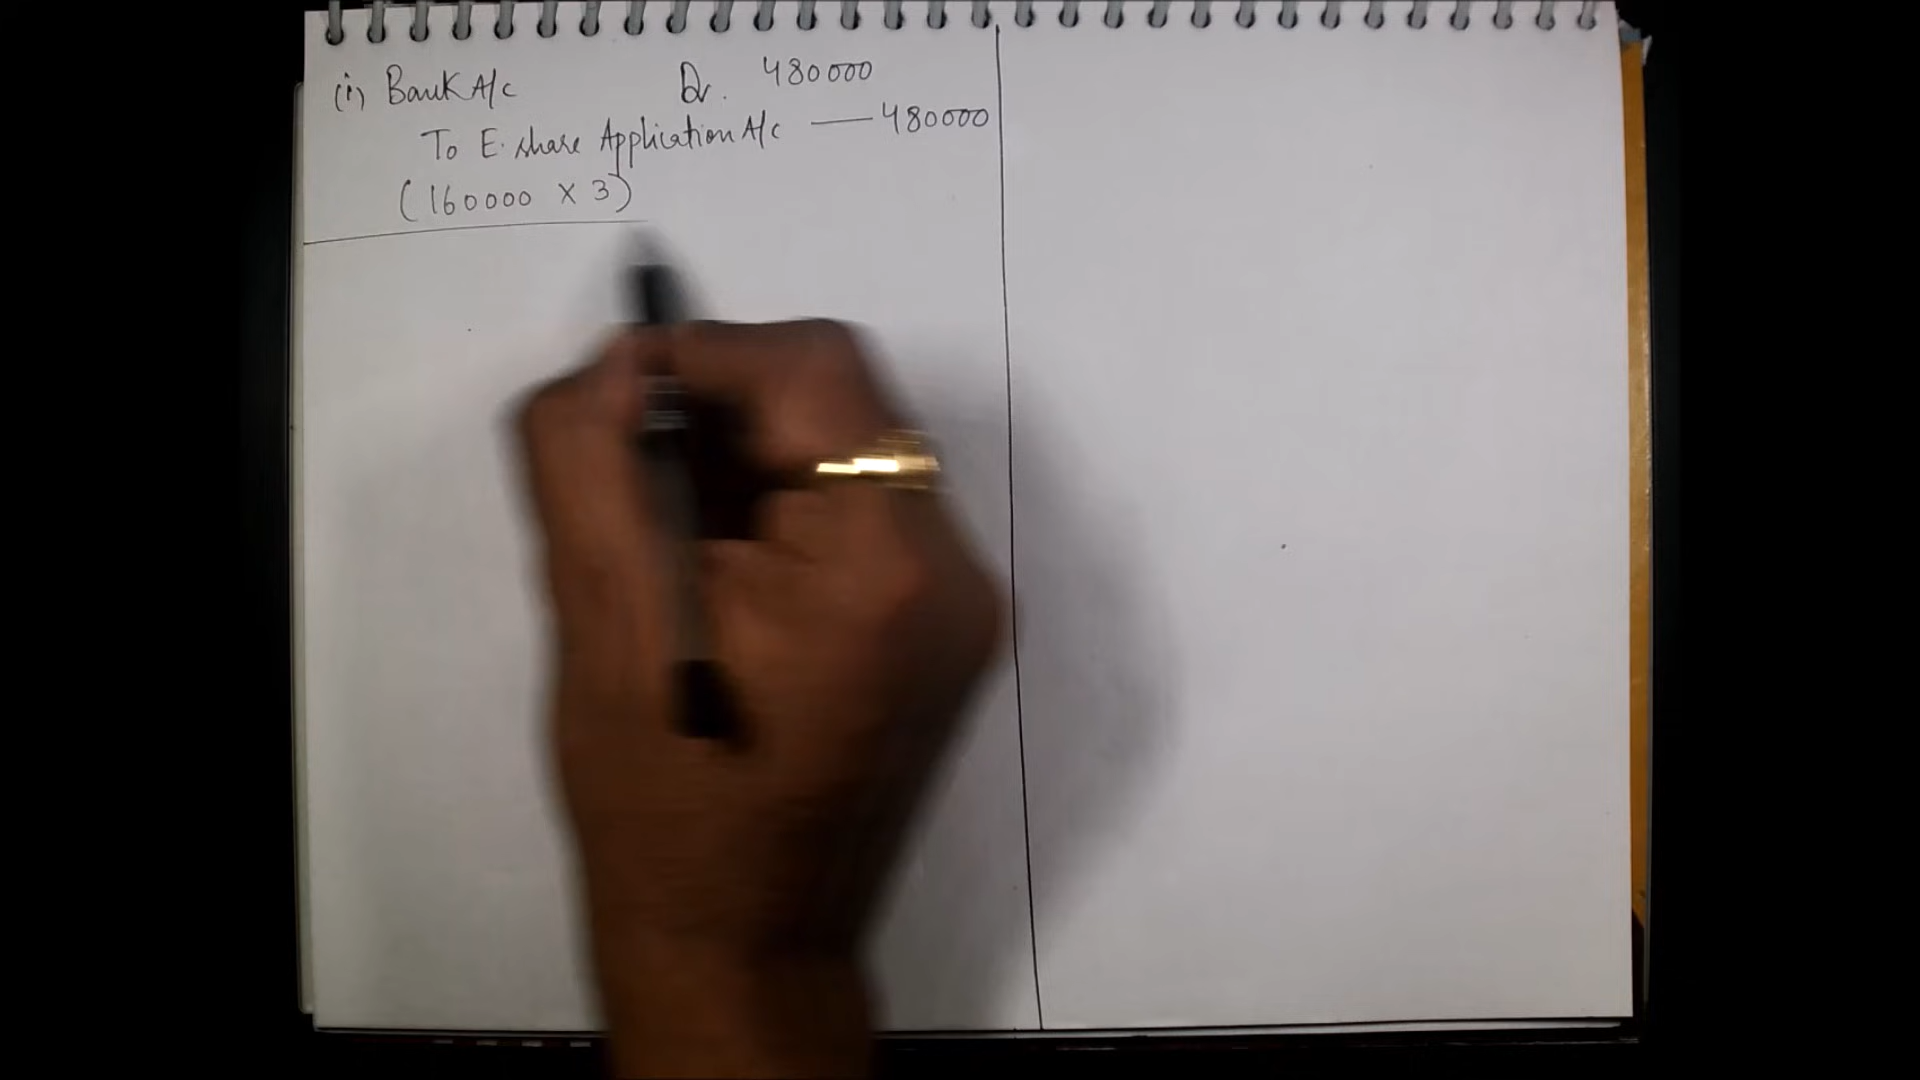 (i) Bank A/c Dr. 480000
To E. share Application A/c — 480000
(160000 X 3)